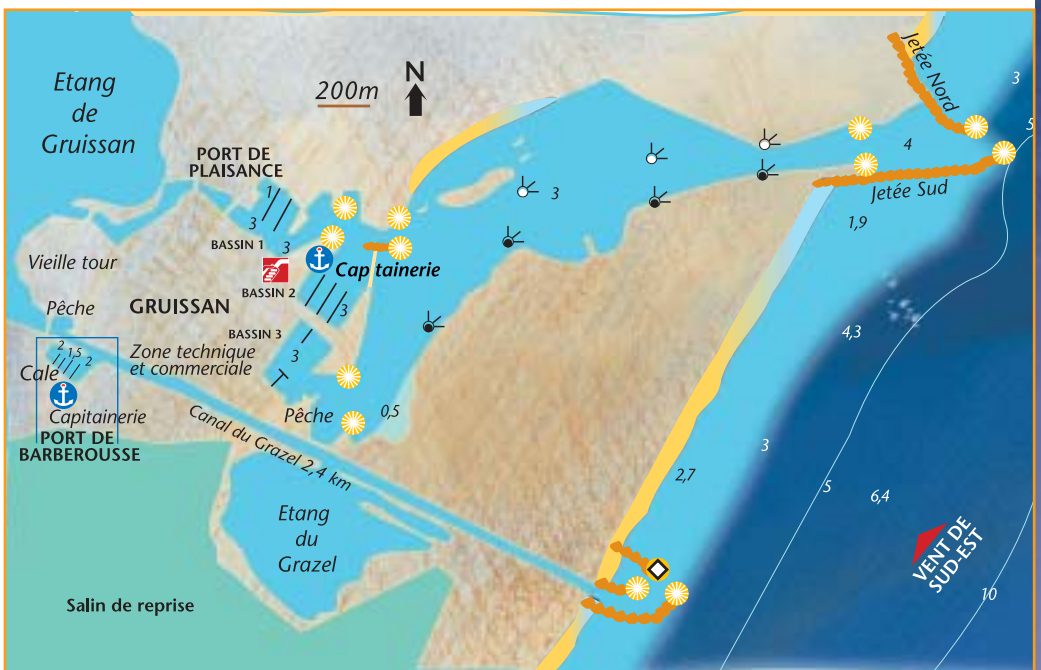 Etang
de
Gruissan
200m
N
Jetée Nord
3
5
PORT DE
PLAISANCE
1
3
3
BASSIN 1
BASSIN 2
BASSIN 3
Capitainerie
3
3
3
4
Jetée Sud
1,9
Vieille tour
Pêche
GRUISSAN
Zone technique
et commerciale
2
1,5
2
Cale
Capitainerie
PORT DE
BARBEROUSSE
Pêche
0,5
Canal du Grazel 2,4 km
4,3
3
2,7
5
6,4
10
Etang
du
Grazel
VENT DE
SUD-EST
Salin de reprise